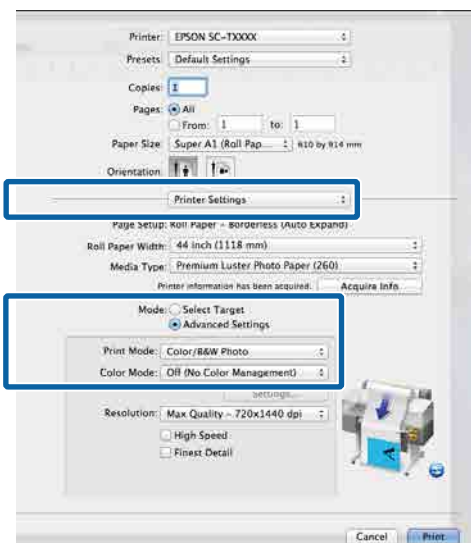 Printer: EPSON SC-TXXXX
Presets: Default Settings
Copies: 1
Pages: All
From: 1 to: 1
Paper Size: Super A1 (Roll Pap... 610 by 914 mm
Orientation:
Printer Settings
Page Setup: Roll Paper - Borderless (Auto Expand)
Roll Paper Width: 44 inch (1118 mm)
Media Type: Premium Luster Photo Paper (260)
Printer information has been acquired. Acquire Info
Mode: Select Target
Advanced Settings
Print Mode: Color/B&W Photo
Color Mode: Off (No Color Management)
Settings...
Resolution: Max Quality - 720x1440 dpi
High Speed
Finest Detail
Cancel Print